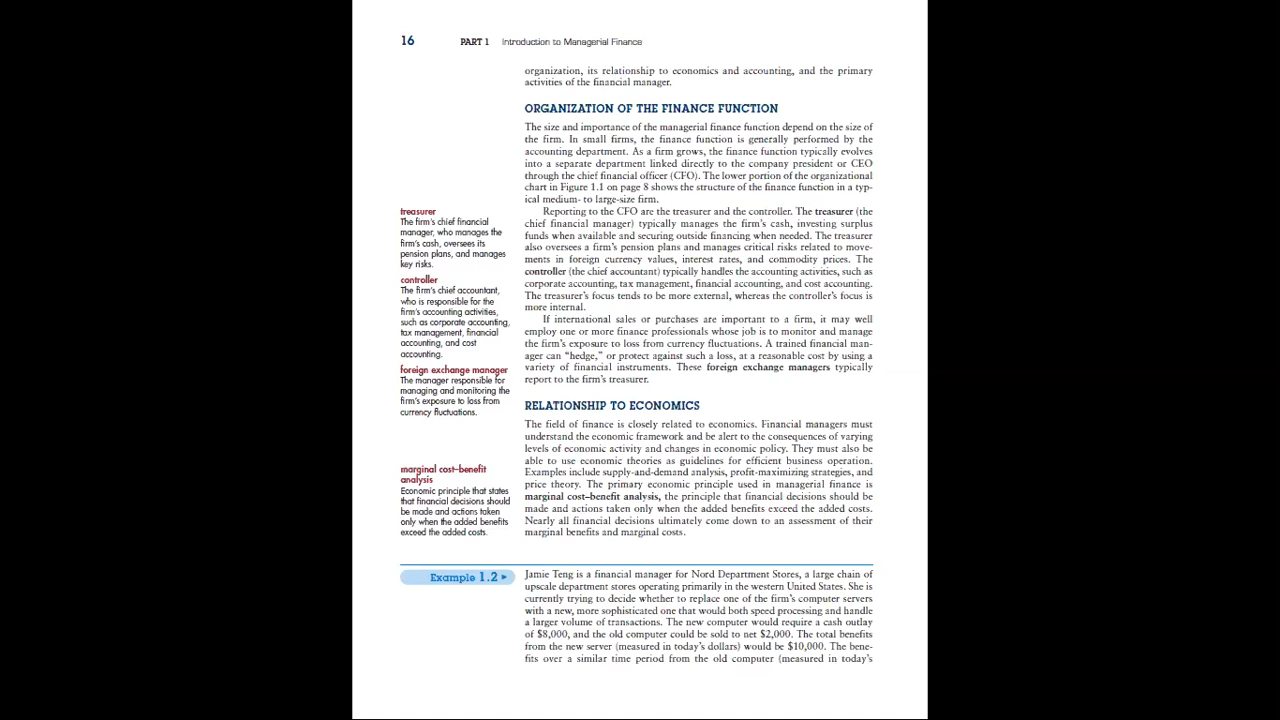 16 PART 1 Introduction to Managerial Finance
organization, its relationship to economics and accounting, and the primary
activities of the financial manager.
ORGANIZATION OF THE FINANCE FUNCTION
The size and importance of the managerial finance function depend on the size of
the firm. In small firms, the finance function is generally performed by the
accounting department. As a firm grows, the finance function typically evolves
into a separate department linked directly to the company president or CEO
through the chief financial officer (CFO). The lower portion of the organizational
chart in Figure 1.1 on page 8 shows the structure of the finance function in a typ-
ical medium- to large-size firm.
treasurer
The firm's chief financial
manager, who manages the
firm's cash, oversees its
pension plans, and manages
key risks.
controller
The firm's chief accountant,
who is responsible for the
firm's accounting activities,
such as corporate accounting,
tax management, financial
accounting, and cost
accounting.
foreign exchange manager
The manager responsible for
managing and monitoring the
firm's exposure to loss from
currency fluctuations.
Reporting to the CFO are the treasurer and the controller. The treasurer (the
chief financial manager) typically manages the firm's cash, investing surplus
funds when available and securing outside financing when needed. The treasurer
also oversees a firm's pension plans and manages critical risks related to move-
ments in foreign currency values, interest rates, and commodity prices. The
controller (the chief accountant) typically handles the accounting activities, such as
corporate accounting, tax management, financial accounting, and cost accounting.
The treasurer's focus tends to be more external, whereas the controller's focus is
more internal.
If international sales or purchases are important to a firm, it may well
employ one or more finance professionals whose job is to monitor and manage
the firm's exposure to loss from currency fluctuations. A trained financial man-
ager can "hedge," or protect against such a loss, at a reasonable cost by using a
variety of financial instruments. These foreign exchange managers typically
report to the firm's treasurer.
RELATIONSHIP TO ECONOMICS
The field of finance is closely related to economics. Financial managers must
understand the economic framework and be alert to the consequences of varying
levels of economic activity and changes in economic policy. They must also be
able to use economic theories as guidelines for efficient business operation.
Examples include supply-and-demand analysis, profit-maximizing strategies, and
price theory. The primary economic principle used in managerial finance is
marginal cost–benefit analysis, the principle that financial decisions should be
made and actions taken only when the added benefits exceed the added costs.
Nearly all financial decisions ultimately come down to an assessment of their
marginal benefits and marginal costs.
marginal cost–benefit
analysis
Economic principle that states
that financial decisions should
be made and actions taken
only when the added benefits
exceed the added costs.
Example 1.2 ▸
Jamie Teng is a financial manager for Nord Department Stores, a large chain of
upscale department stores operating primarily in the western United States. She is
currently trying to decide whether to replace one of the firm's computer servers
with a new, more sophisticated one that would both speed processing and handle
a larger volume of transactions. The new computer would require a cash outlay
of $8,000, and the old computer could be sold to net $2,000. The total benefits
from the new server (measured in today's dollars) would be $10,000. The bene-
fits over a similar time period from the old computer (measured in today's